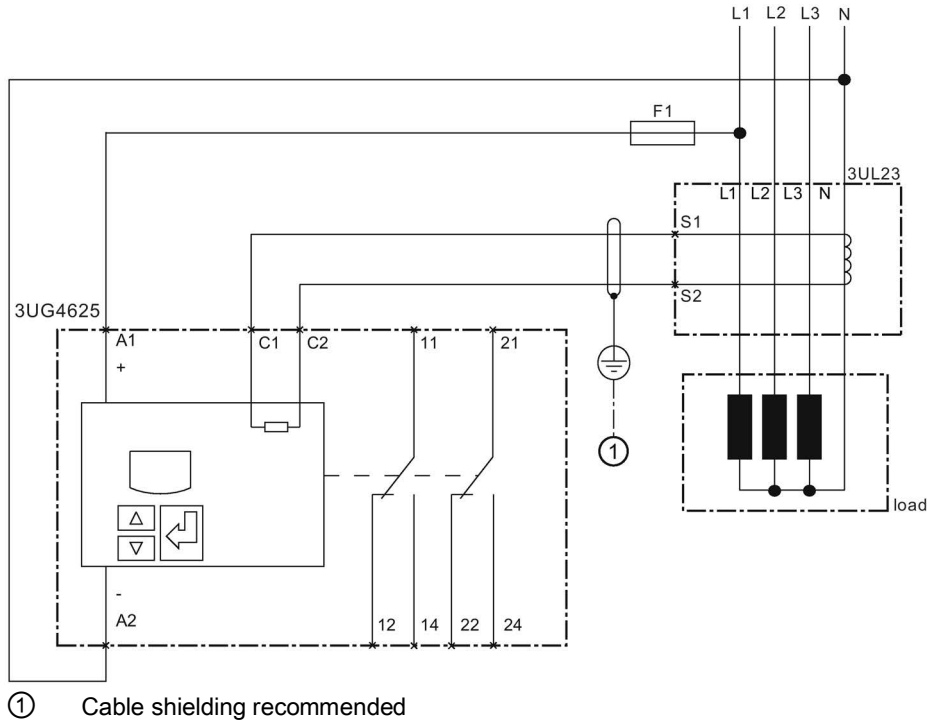 L1 L2 L3 N
F1
3UL23
L1 L2 L3 N
S1
S2
3UG4625
A1 C1 C2 11 21
+
1
load
-
A2 12 14 22 24
① Cable shielding recommended